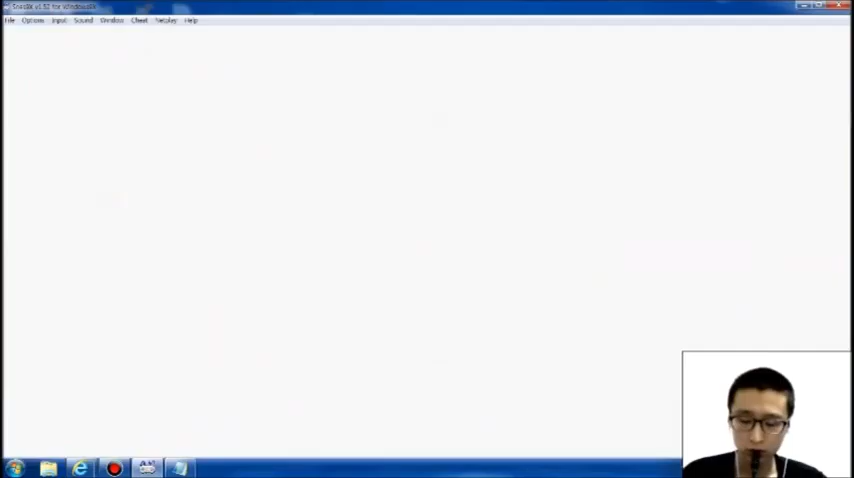 Snes9X v1.52 for Windows
File Options Input Sound Window Cheat Netplay Help